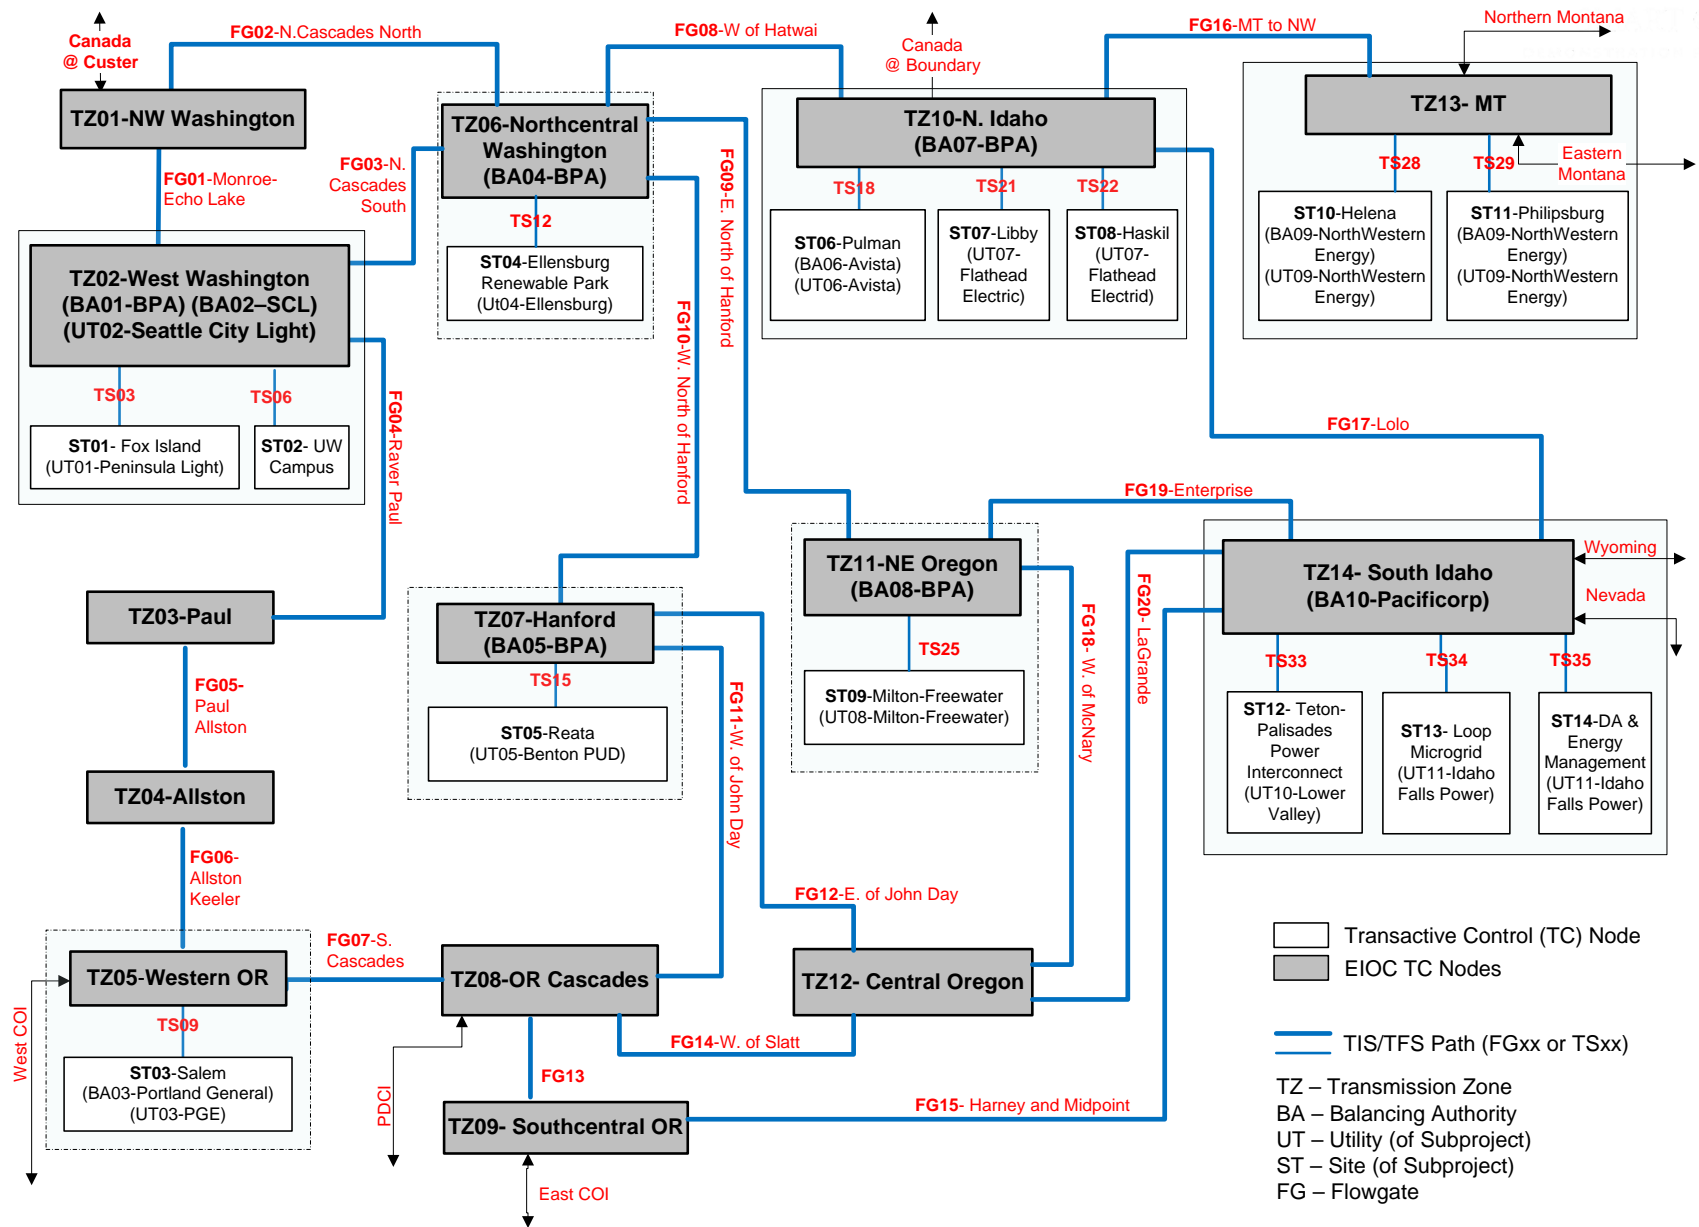 Canada
@ Custer
FG02-N.Cascades North
FG08-W of Hatwai
Canada
@ Boundary
FG16-MT to NW
Northern Montana
TZ01-NW Washington
TZ06-Northcentral
Washington
(BA04-BPA)
TZ10-N. Idaho
(BA07-BPA)
TZ13- MT
FG01-Monroe-
Echo Lake
FG03-N.
Cascades
South
TS12
FG09-E. North of Hanford
TS18
TS21
TS22
TS28
TS29
Eastern
Montana
TZ02-West Washington
(BA01-BPA) (BA02–SCL)
(UT02-Seattle City Light)
ST04-Ellensburg
Renewable Park
(Ut04-Ellensburg)
ST06-Pulman
(BA06-Avista)
(UT06-Avista)
ST07-Libby
(UT07-
Flathead
Electric)
ST08-Haskil
(UT07-
Flathead
Electrid)
ST10-Helena
(BA09-NorthWestern
Energy)
(UT09-NorthWestern
Energy)
ST11-Philipsburg
(BA09-NorthWestern
Energy)
(UT09-NorthWestern
Energy)
FG10-W. North of Hanford
TS03
TS06
FG04-Raver Paul
ST01- Fox Island
(UT01-Peninsula Light)
ST02- UW
Campus
FG17-Lolo
FG19-Enterprise
TZ11-NE Oregon
(BA08-BPA)
TZ14- South Idaho
(BA10-Pacificorp)
Wyoming
Nevada
TZ03-Paul
TZ07-Hanford
(BA05-BPA)
TS15
TS25
FG18- W. of McNary
FG20- LaGrande
TS33
TS34
TS35
FG05-
Paul
Allston
ST05-Reata
(UT05-Benton PUD)
FG11-W. of John Day
ST09-Milton-Freewater
(UT08-Milton-Freewater)
ST12- Teton-
Palisades
Power
Interconnect
(UT10-Lower
Valley)
ST13- Loop
Microgrid
(UT11-Idaho
Falls Power)
ST14-DA &
Energy
Management
(UT11-Idaho
Falls Power)
TZ04-Allston
FG06-
Allston
Keeler
FG12-E. of John Day
FG07-S.
Cascades
TZ05-Western OR
TZ08-OR Cascades
TZ12- Central Oregon
Transactive Control (TC) Node
EIOC TC Nodes
West COI
TS09
FG14-W. of Slatt
TIS/TFS Path (FGxx or TSxx)
ST03-Salem
(BA03-Portland General)
(UT03-PGE)
PDCI
FG13
FG15- Harney and Midpoint
TZ09- Southcentral OR
East COI
TZ – Transmission Zone
BA – Balancing Authority
UT – Utility (of Subproject)
ST – Site (of Subproject)
FG – Flowgate